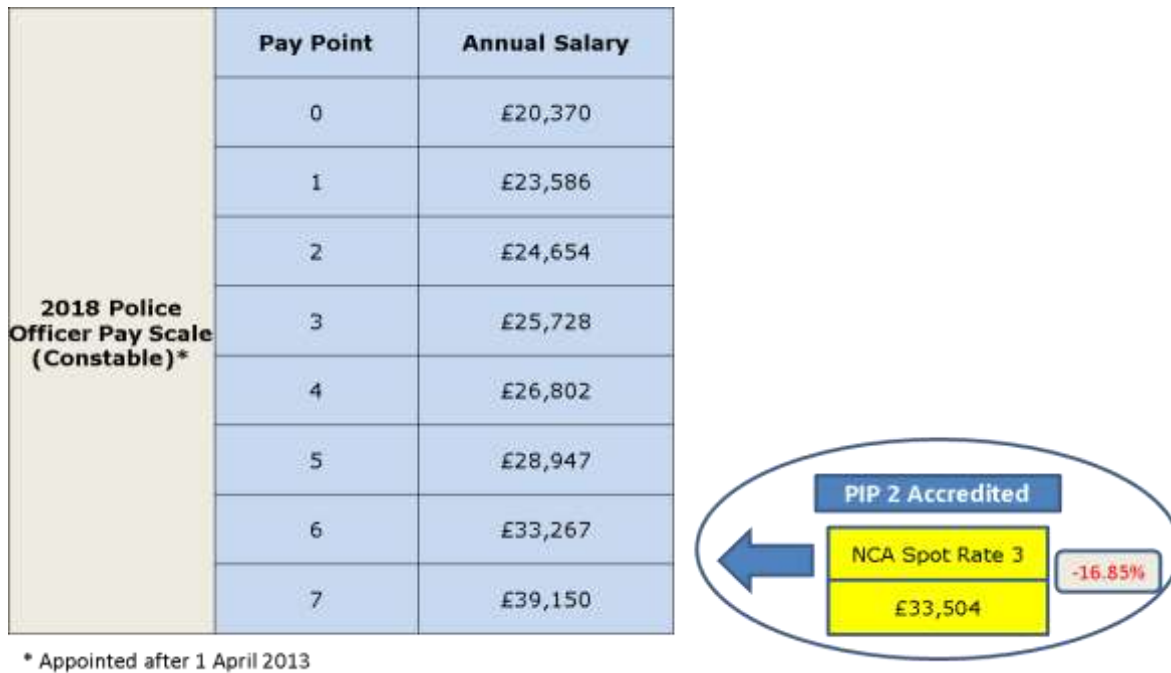 Pay Point Annual Salary
0 £20,370
1 £23,586
2 £24,654
2018 Police
Officer Pay Scale
(Constable)*
3 £25,728
4 £26,802
5 £28,947
6 £33,267
7 £39,150
PIP 2 Accredited
NCA Spot Rate 3
-16.85%
£33,504
* Appointed after 1 April 2013